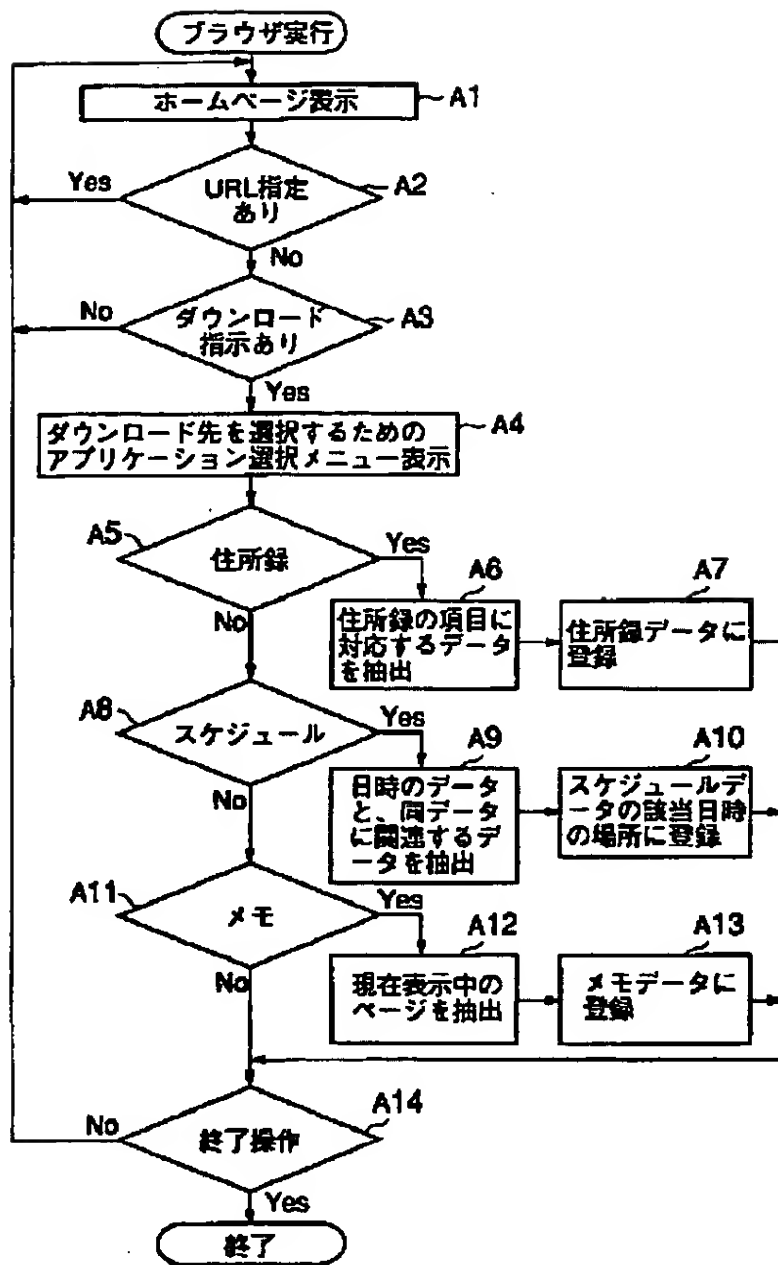 ブラウザ実行
ホームページ表示
A1
URL指定
あり
A2
Yes
No
ダウンロード
指示あり
A3
No
Yes
ダウンロード先を選択するための
アプリケーション選択メニュー表示
A4
A5
住所録
Yes
No
A6
住所録の項目に
対応するデータ
を抽出
A7
住所録データに
登録
A8
スケジュール
Yes
No
A9
日時のデータ
と、同データ
に関連するデ
ータを抽出
A10
スケジュールデ
ータの該当日時
の場所に登録
A11
メモ
Yes
No
A12
現在表示中の
ページを抽出
A13
メモデータに
登録
終了操作
A14
No
Yes
終了